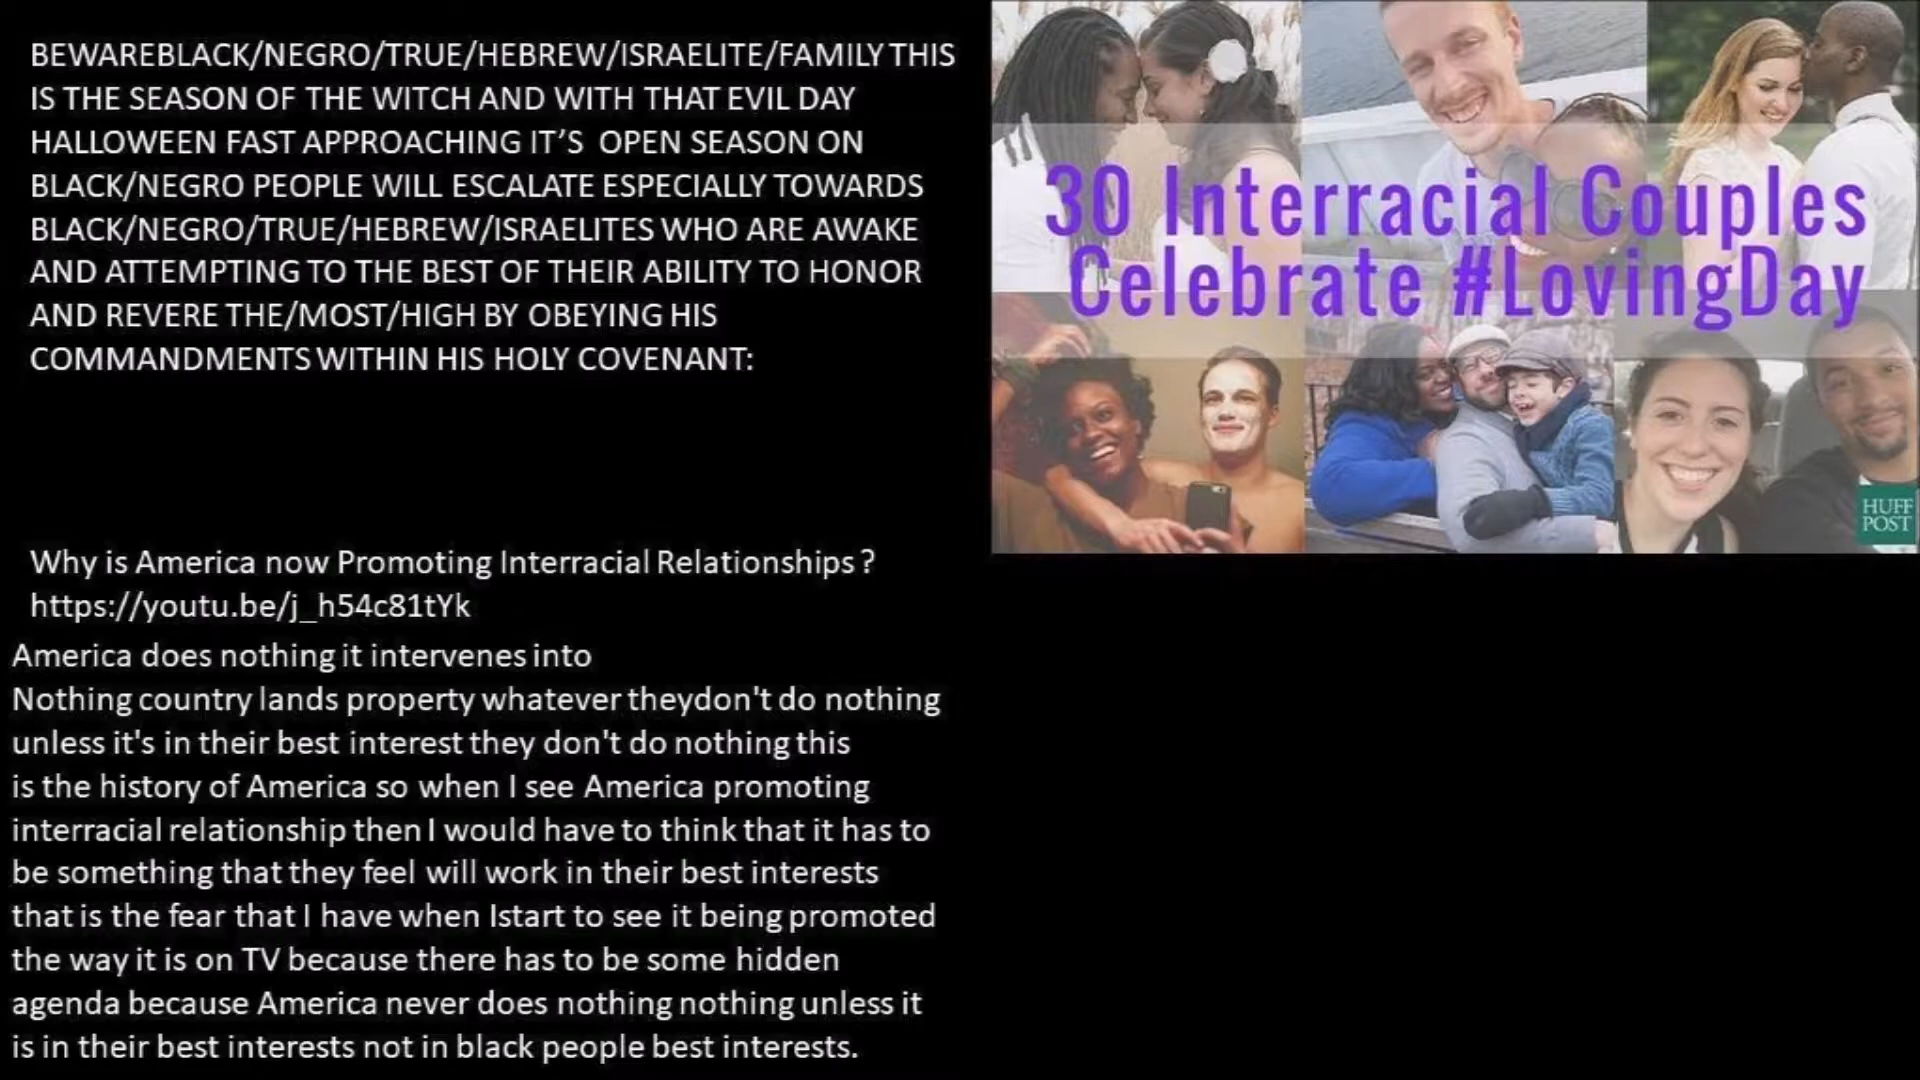 BEWAREBLACK/NEGRO/TRUE/HEBREW/ISRAELITE/FAMILY THIS
IS THE SEASON OF THE WITCH AND WITH THAT EVIL DAY
HALLOWEEN FAST APPROACHING IT’S OPEN SEASON ON
BLACK/NEGRO PEOPLE WILL ESCALATE ESPECIALLY TOWARDS
BLACK/NEGRO/TRUE/HEBREW/ISRAELITES WHO ARE AWAKE
AND ATTEMPTING TO THE BEST OF THEIR ABILITY TO HONOR
AND REVERE THE/MOST/HIGH BY OBEYING HIS
COMMANDMENTS WITHIN HIS HOLY COVENANT:
30 Interracial Couples
Celebrate #LovingDay
HUFF
POST
Why is America now Promoting Interracial Relationships ?
https://youtu.be/j_h54c81tYk
America does nothing it intervenes into
Nothing country lands property whatever theydon't do nothing
unless it's in their best interest they don't do nothing this
is the history of America so when I see America promoting
interracial relationship then I would have to think that it has to
be something that they feel will work in their best interests
that is the fear that I have when Istart to see it being promoted
the way it is on TV because there has to be some hidden
agenda because America never does nothing nothing unless it
is in their best interests not in black people best interests.